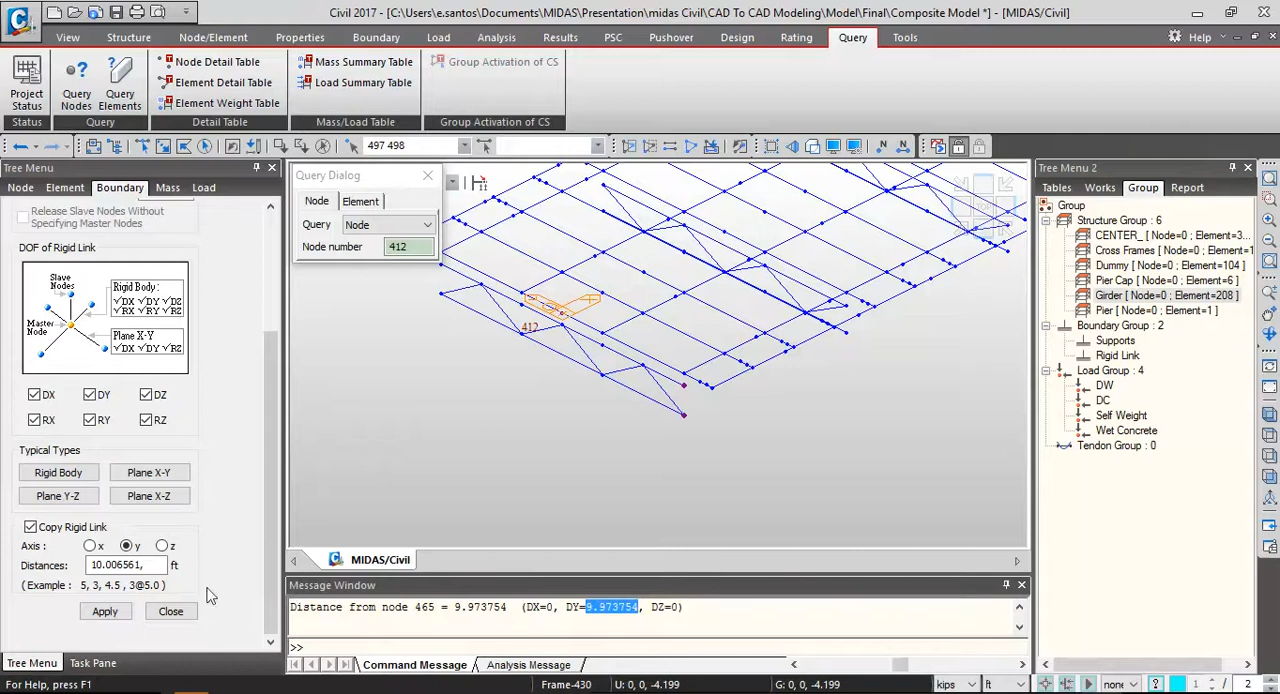 Civil 2017 - [C:\Users\e.sopos\Documents\MIDAS\Presentation\midas Civil\CAD To CAD Modeling\Model\Final\Composite Model *] - [MIDAS/Civil]
View Structure Node/Element Properties Boundary Load Analysis Results PSC Pushover Design Rating Query Tools Help
Project Status
Query Nodes
Query Elements
Node Detail Table
Element Detail Table
Element Weight Table
Mass Summary Table
Load Summary Table
Group Activation of CS
Status Query Detail Table Mass/Load Table Group Activation of CS
497 498
Tree Menu
Node Element Boundary Mass Load
Release Slave Nodes Without Specifying Master Nodes
DOF of Rigid Link
Slave Nodes
Rigid Body:
√DX √DY √DZ
√RX √RY √RZ
Master Node
Plane X-Y
√DX √DY √RZ
DX DY DZ
RX RY RZ
Typical Types
Rigid Body Plane X-Y
Plane Y-Z Plane X-Z
Copy Rigid Link
Axis : x y z
Distances: 10.006561, ft
( Example : 5, 3, 4.5 , 3@5.0 )
Apply Close
Tree Menu Task Pane
Query Dialog
Node Element
Query Node
Node number 412
412
MIDAS/Civil
Message Window
Distance from node 465 = 9.973754 (DX=0, DY=9.973754, DZ=0)
>>
Command Message Analysis Message
Tree Menu 2
Tables Works Group Report
Group
Structure Group : 6
CENTER_ [ Node=0 ; Element=3...
Cross Frames [ Node=0 ; Element=1
Dummy [ Node=0 ; Element=104 ]
Pier Cap [ Node=0 ; Element=6 ]
Girder [ Node=0 ; Element=208 ]
Pier [ Node=0 ; Element=1 ]
Boundary Group : 2
Supports
Rigid Link
Load Group : 4
DW
DC
Self Weight
Wet Concrete
Tendon Group : 0
For Help, press F1
Frame-430
U: 0, 0, -4.199
G: 0, 0, -4.199
kips ft none 1 / 2